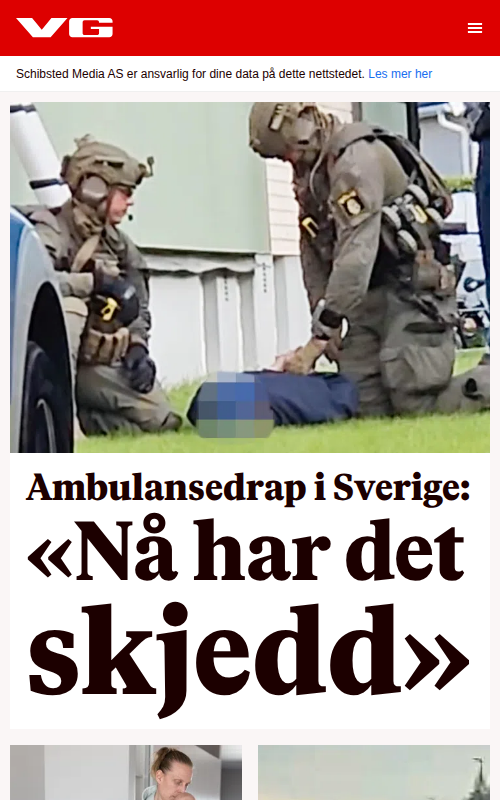 VG
Schibsted Media AS er ansvarlig for dine data på dette nettstedet. Les mer her
Ambulansedrap i Sverige:
«Nå har det
skjedd»